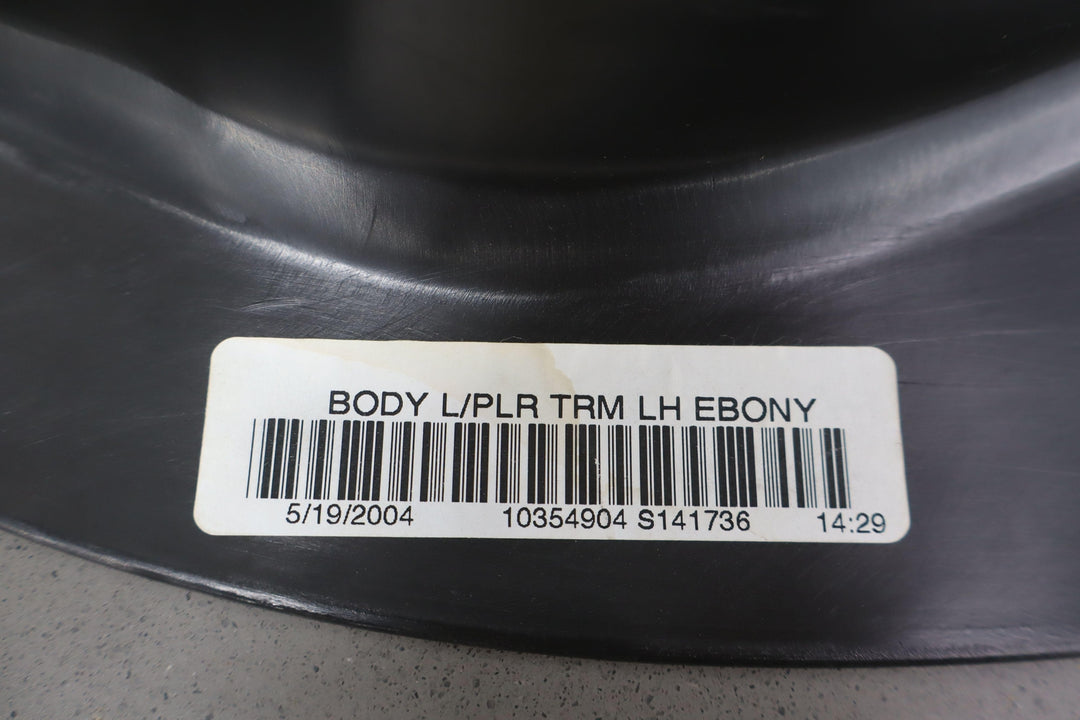 BODY L/PLR TRM LH EBONY
5/19/2004 10354904 S141736 14:29